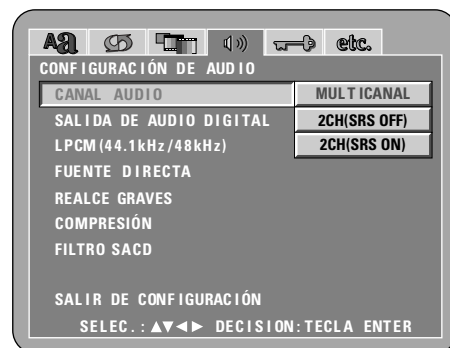 Aa etc.
CONFIGURACIÓN DE AUDIO
CANAL AUDIO MULTICANAL
SALIDA DE AUDIO DIGITAL 2CH(SRS OFF)
LPCM(44.1kHz/48kHz) 2CH(SRS ON)
FUENTE DIRECTA
REALCE GRAVES
COMPRESIÓN
FILTRO SACD
SALIR DE CONFIGURACIÓN
SELEC.:▲▼◀▶ DECISION:TECLA ENTER